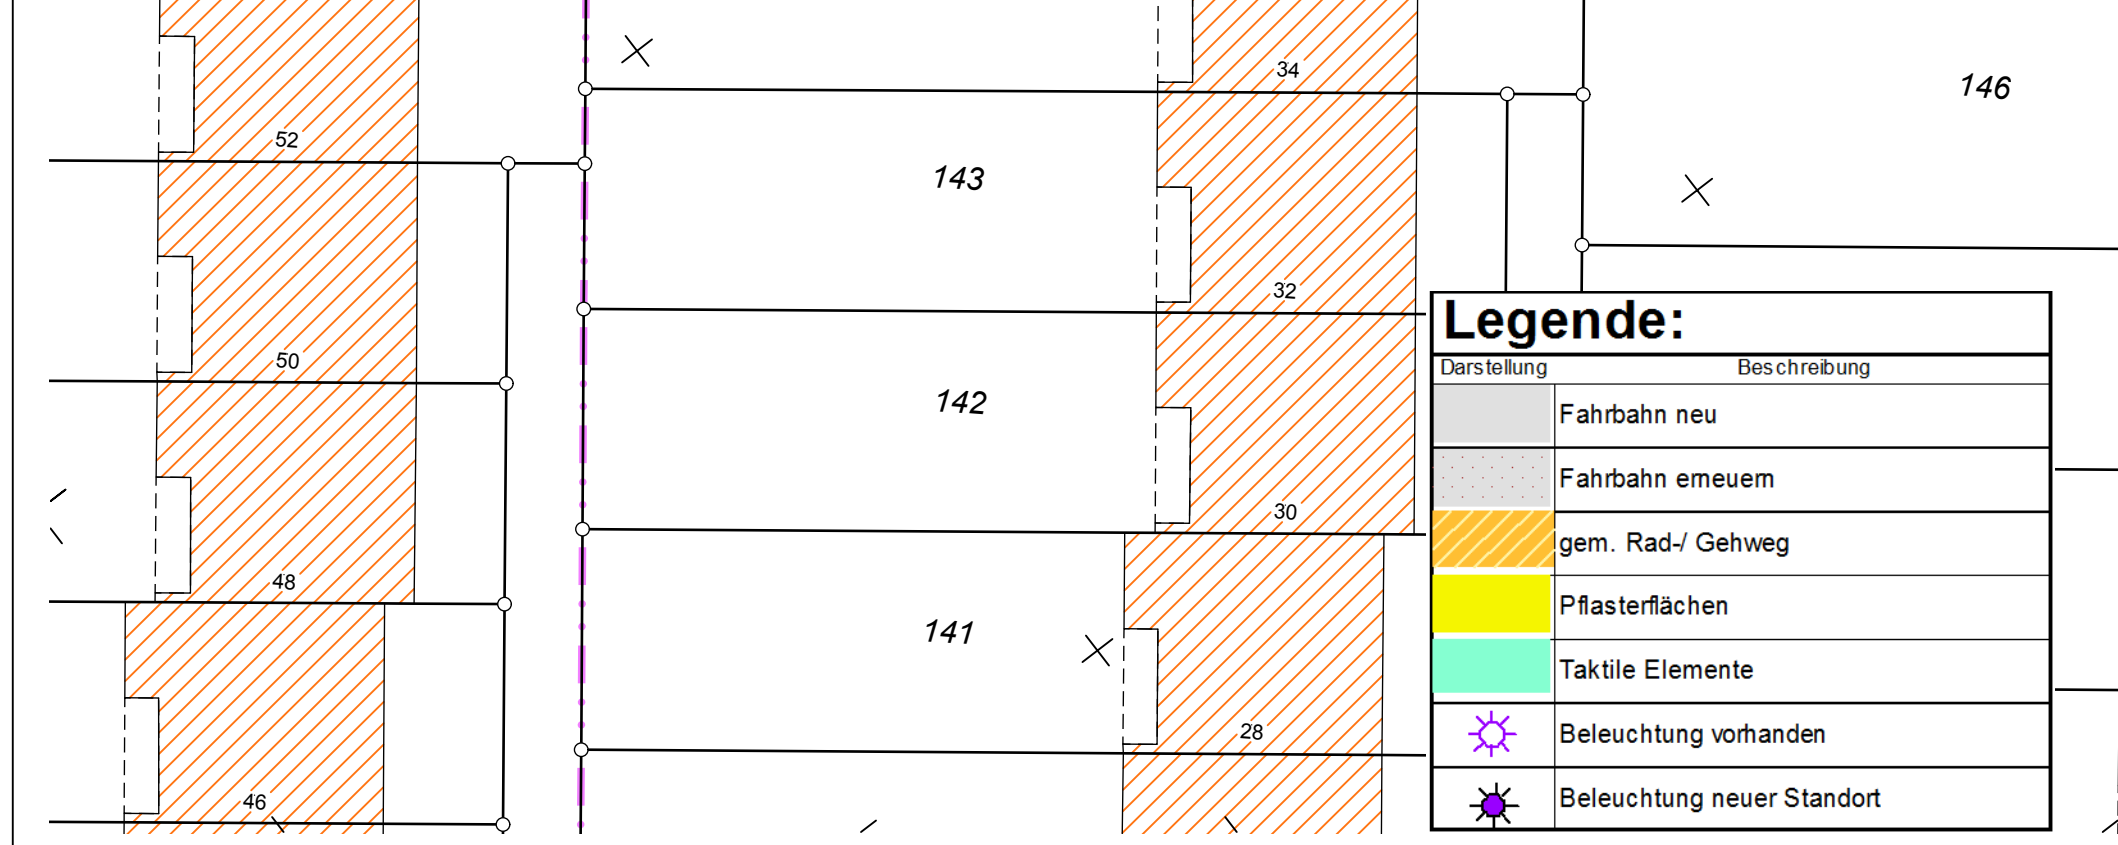 34
146
52
143
32
50
142
30
48
141
28
46
Legende:
Darstellung Beschreibung
Fahrbahn neu
Fahrbahn erneuern
gem. Rad-/ Gehweg
Pflasterflächen
Taktile Elemente
Beleuchtung vorhanden
Beleuchtung neuer Standort